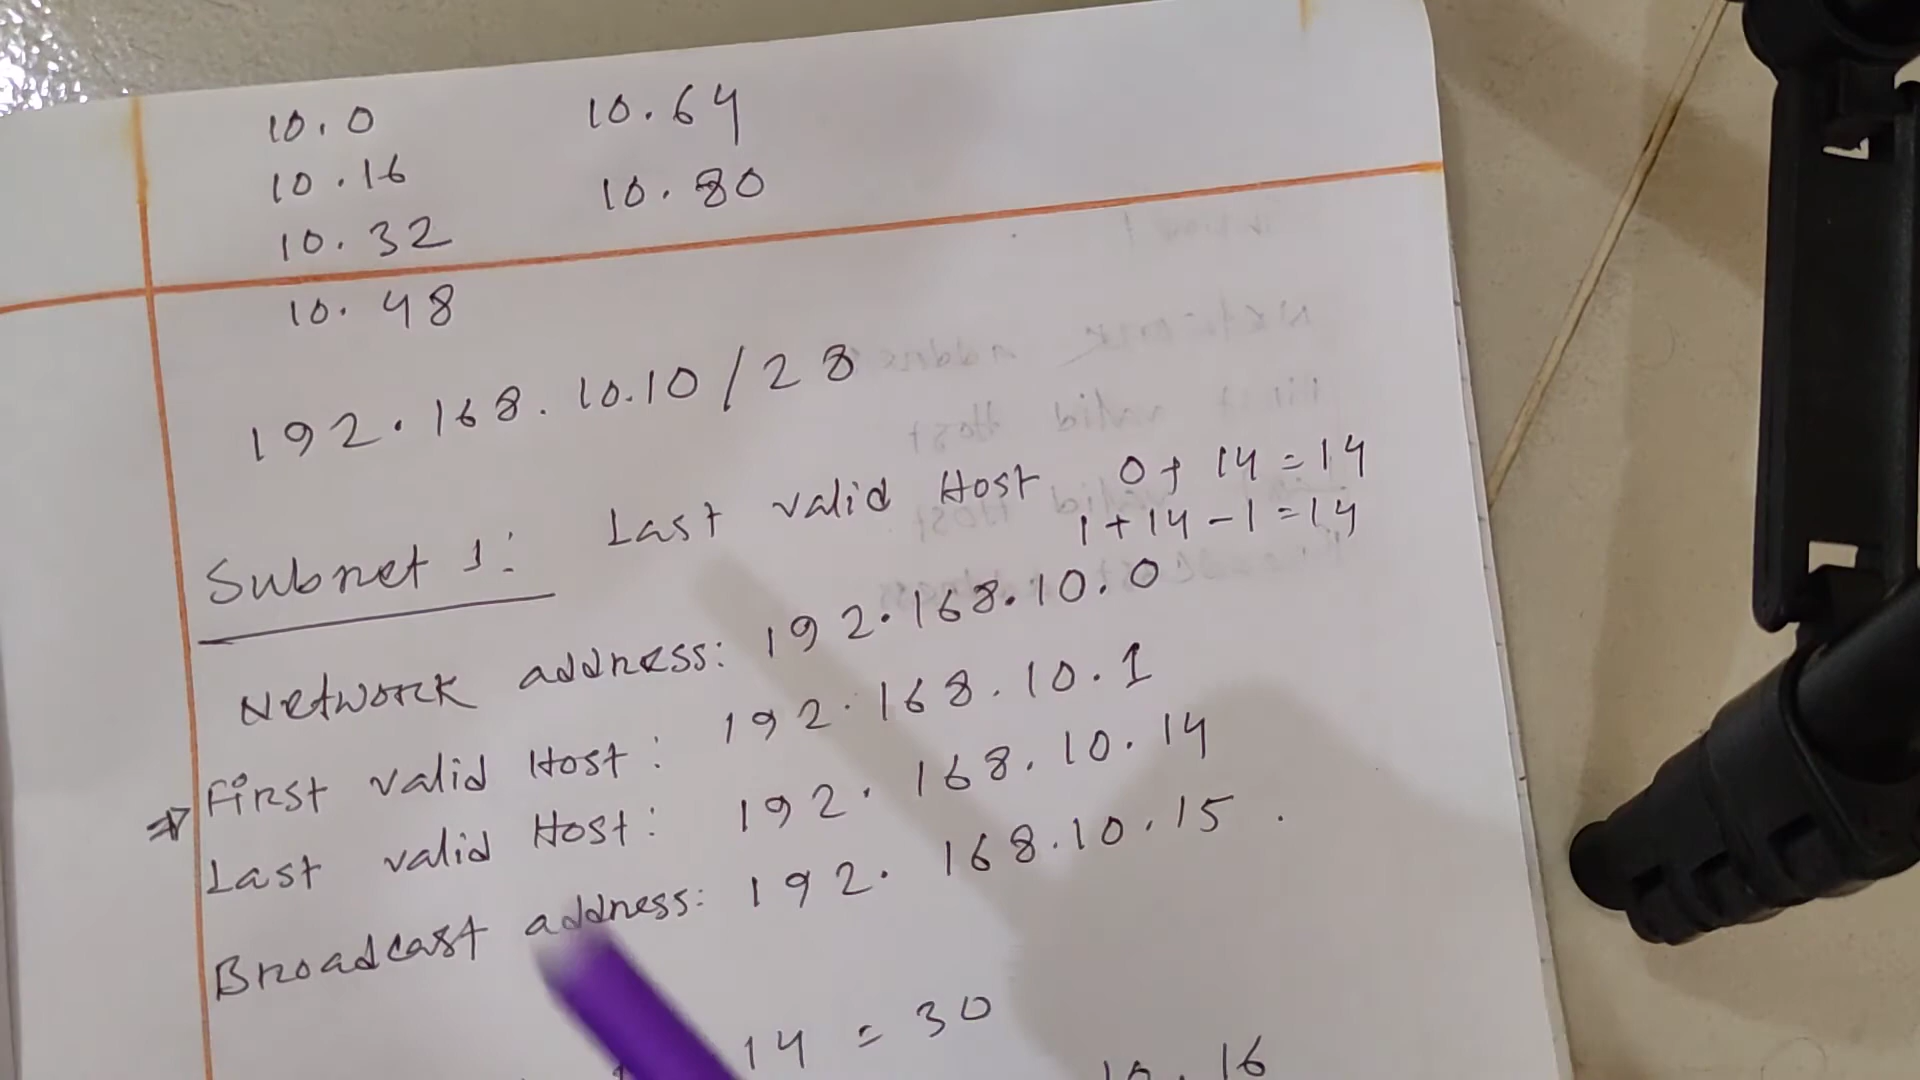 10.0 10.64
10.16 10.80
10.32
10.48
192.168.10.10/28
Last valid Host 0+14=14
1+14-1=14
Subnet 1:
Network address: 192.168.10.0
First valid Host: 192.168.10.1
Last valid Host: 192.168.10.14
Broadcast address: 192.168.10.15.
14 = 30
10.16